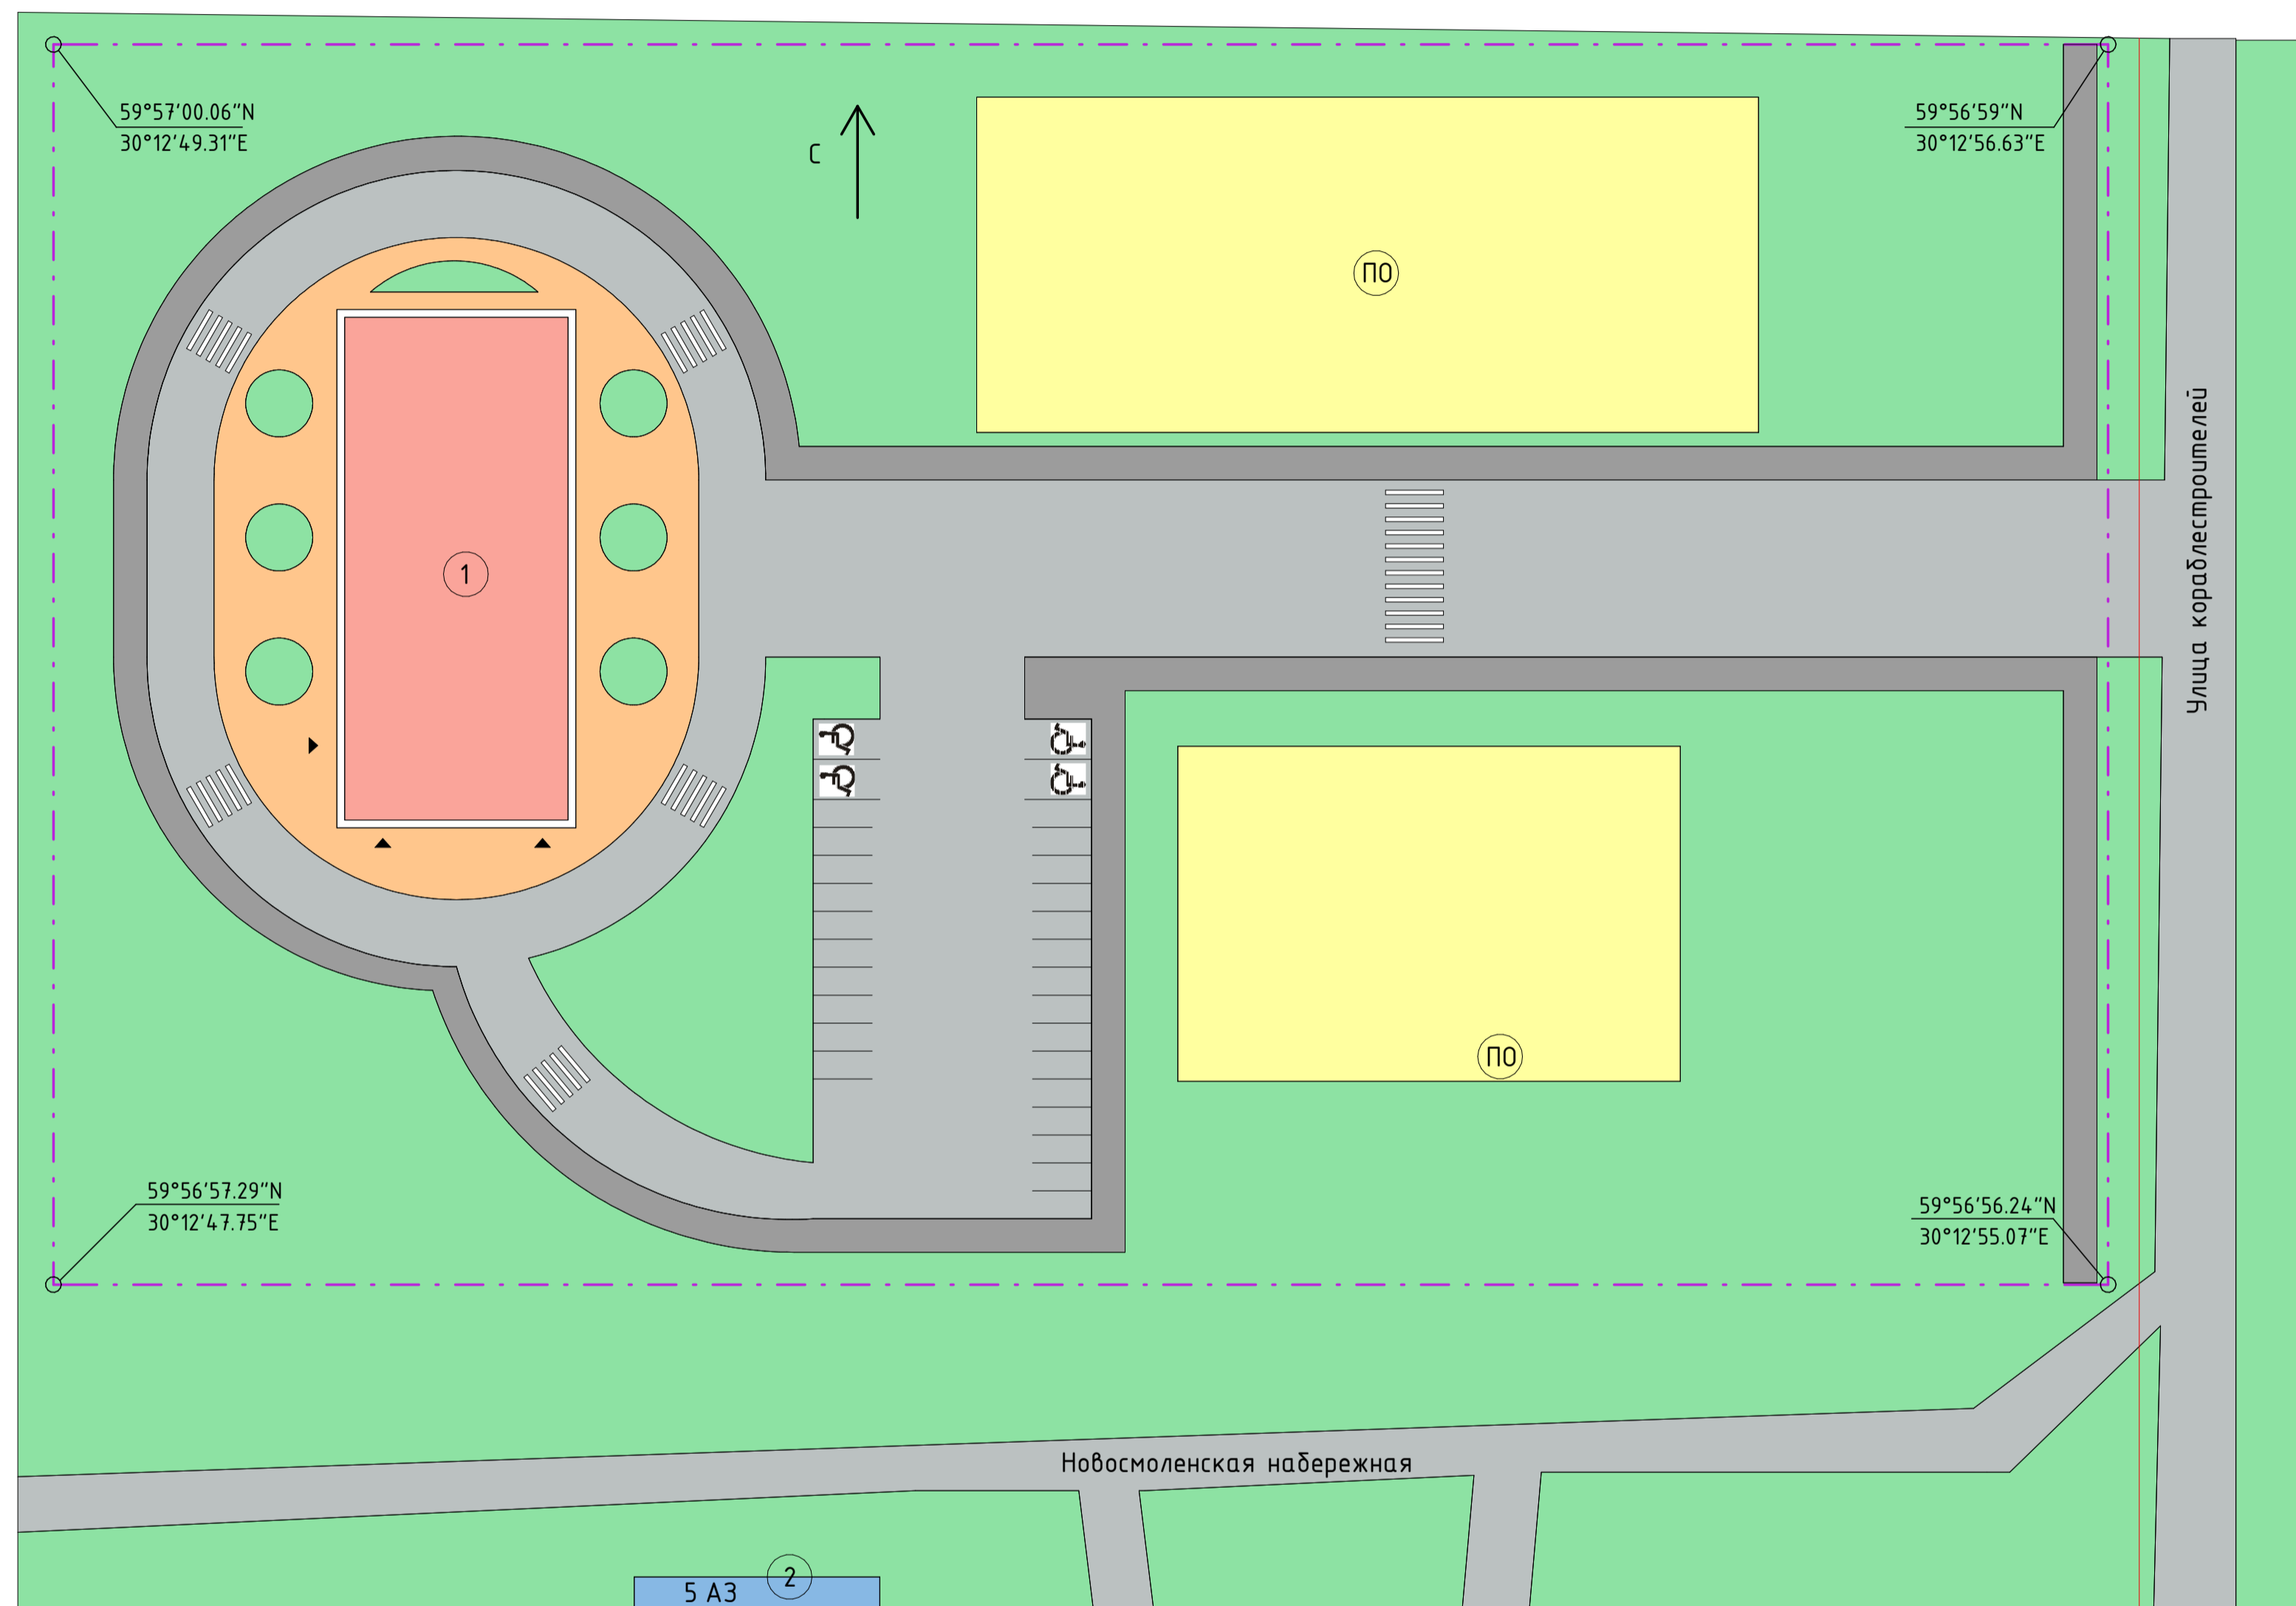 59°57'00.06"N
30°12'49.31"E
С
59°56'59"N
30°12'56.63"E
ПО
1
Улица кораблестроителей
ПО
59°56'57.29"N
30°12'47.75"E
59°56'56.24"N
30°12'55.07"E
Новосмоленская набережная
2
5 АЗ